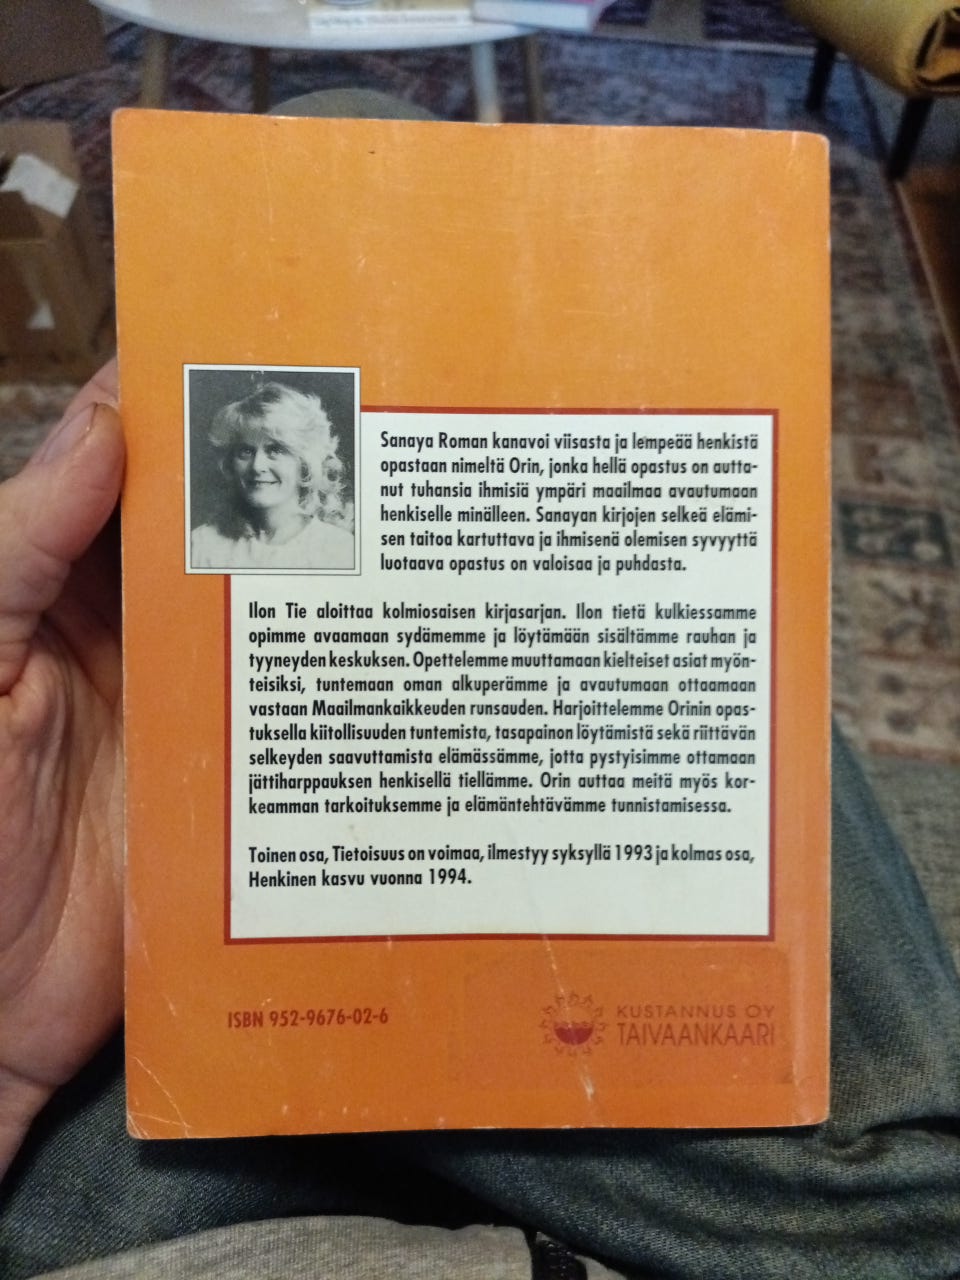 Sanaya Roman kanavoi viisasta ja lempeää henkistä
opastaan nimeltä Orin, jonka hellä opastus on autta-
nut tuhansia ihmisiä ympäri maailmaa avautumaan
henkiselle minälleen. Sanayan kirjojen selkeä elämi-
sen taitoa kartuttava ja ihmisenä olemisen syvyyttä
luotaava opastus on valoisaa ja puhdasta.
Ilon Tie aloittaa kolmiosaisen kirjasarjan. Ilon tietä kulkiessamme
opimme avaamaan sydämemme ja löytämään sisältämme rauhan ja
tyyneyden keskuksen. Opettelemme muuttamaan kielteiset asiat myön-
teisiksi, tuntemaan oman alkuperämme ja avautumaan ottaamaan
vastaan Maailmankaikkeuden runsauden. Harjoittelemme Orinin opas-
tuksella kiitollisuuden tuntemista, tasapainon löytämistä sekä riittävän
selkeyden saavuttamista elämässämme, jotta pystyisimme ottamaan
jättiharppauksen henkisellä tiellämme. Orin auttaa meitä myös kor-
keamman tarkoituksemme ja elämäntehtävämme tunnistamisessa.
Toinen osa, Tietoisuus on voimaa, ilmestyy syksyllä 1993 ja kolmas osa,
Henkinen kasvu vuonna 1994.
ISBN 952-9676-02-6
KUSTANNUS OY
TAIVAANKAARI